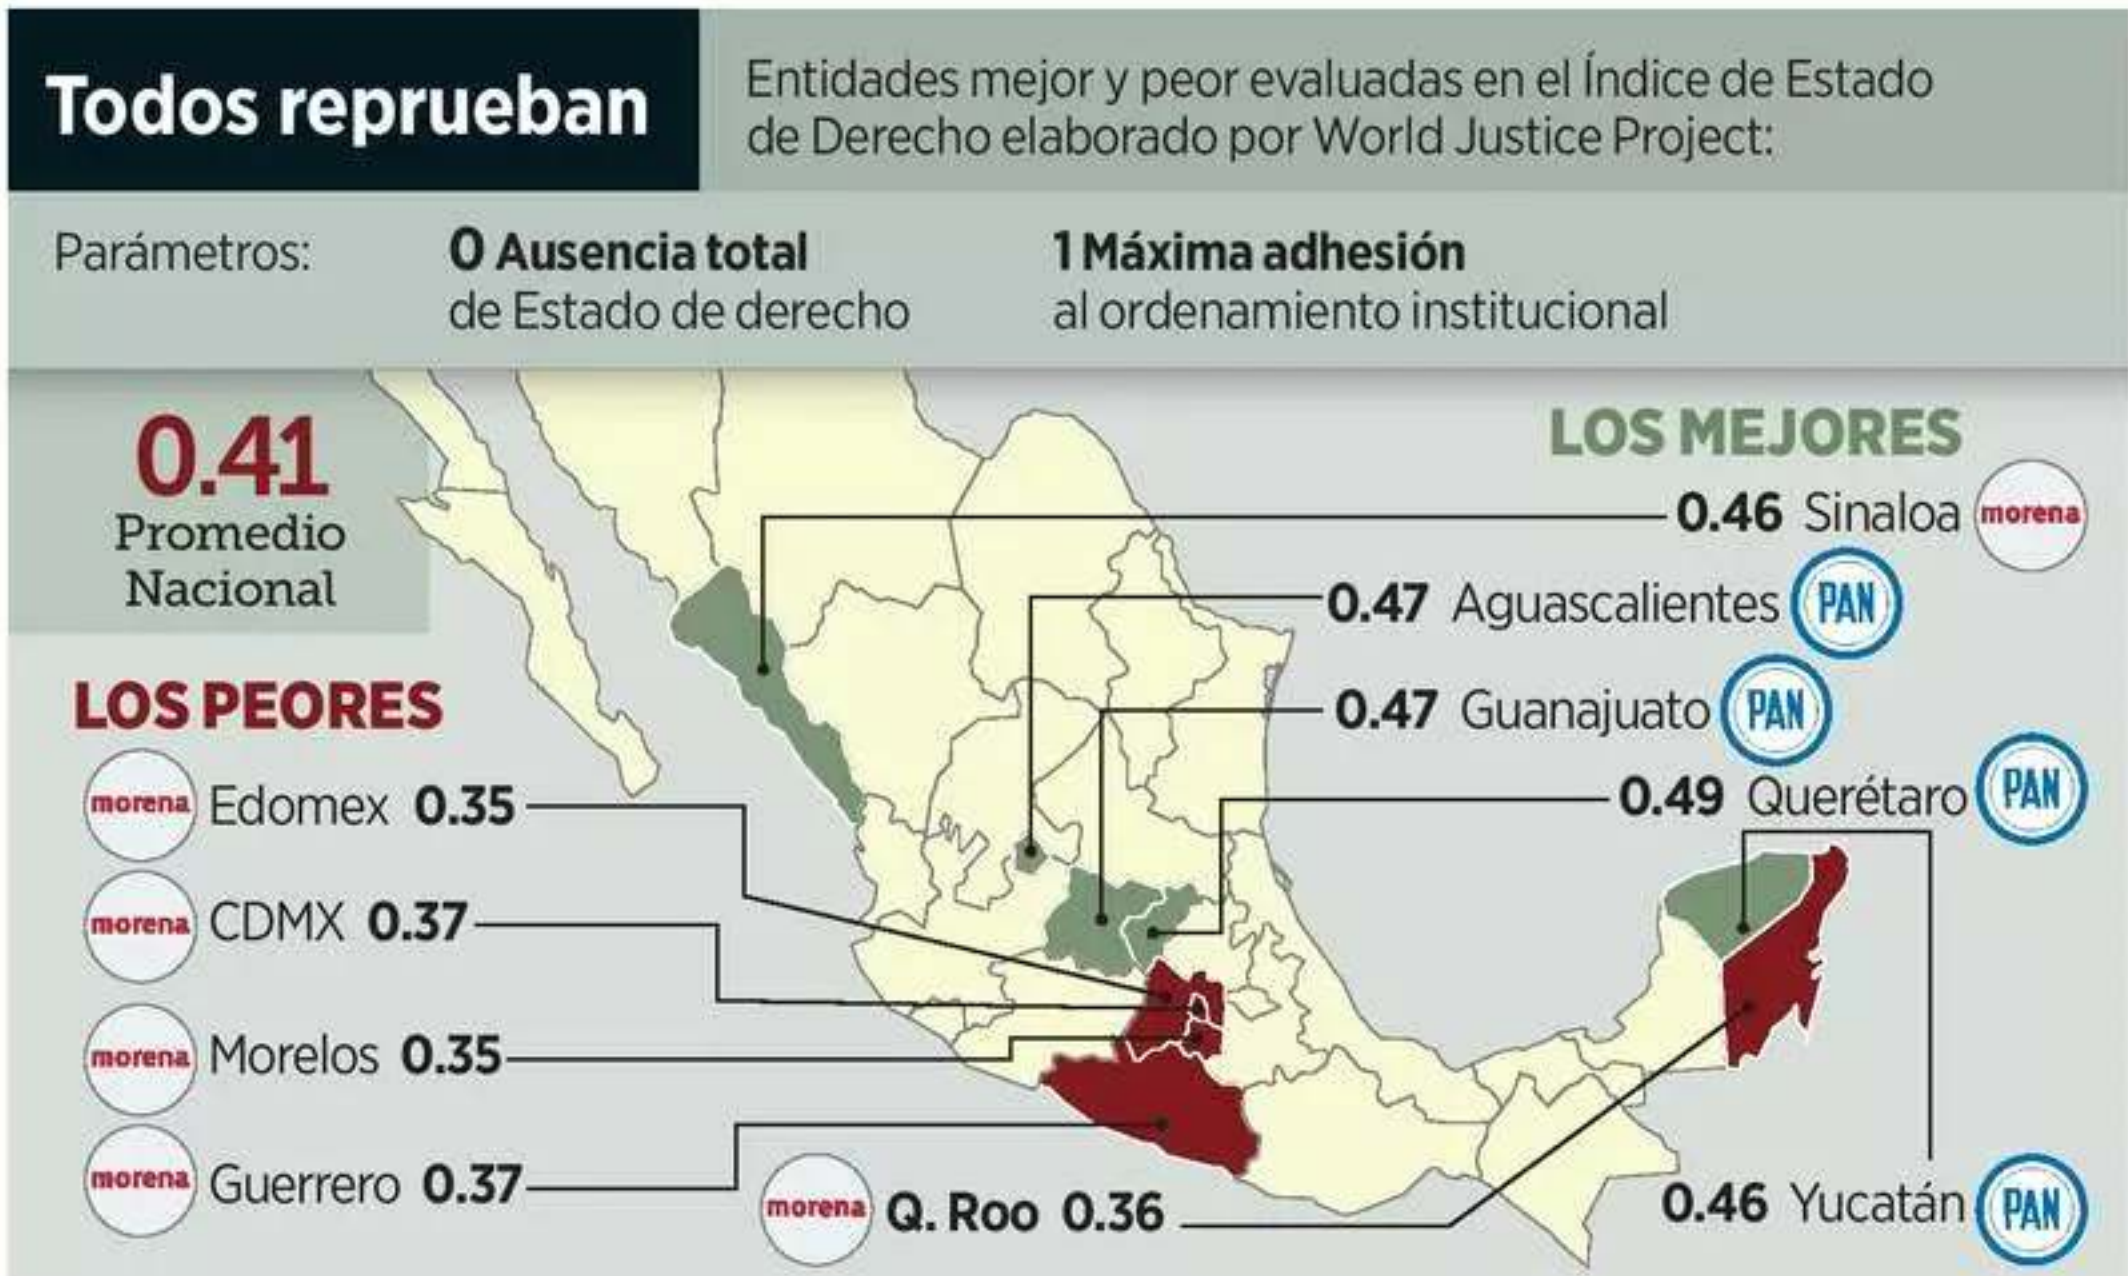 Todos reprueban
Entidades mejor y peor evaluadas en el Índice de Estado
de Derecho elaborado por World Justice Project:
Parámetros:
0 Ausencia total
de Estado de derecho
1 Máxima adhesión
al ordenamiento institucional
0.41
Promedio
Nacional
LOS MEJORES
0.46 Sinaloa morena
0.47 Aguascalientes PAN
0.47 Guanajuato PAN
0.49 Querétaro PAN
0.46 Yucatán PAN
LOS PEORES
morena Edomex 0.35
morena CDMX 0.37
morena Morelos 0.35
morena Guerrero 0.37
morena Q. Roo 0.36